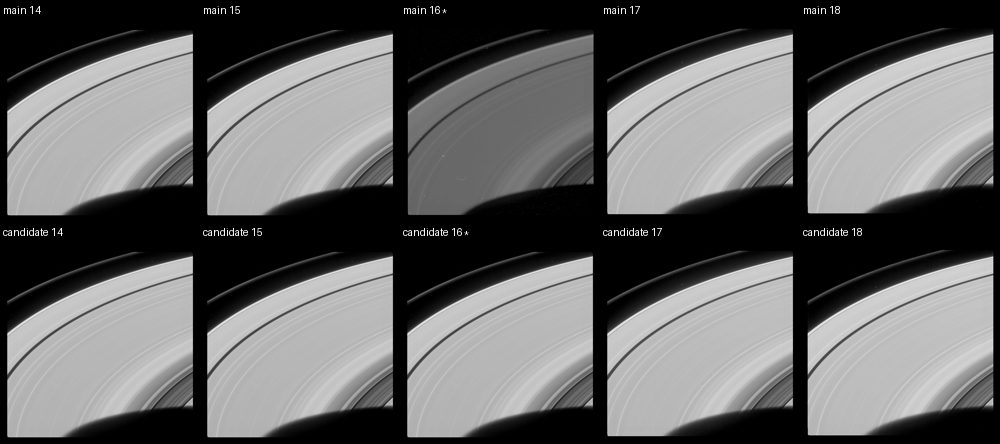 main 14
main 15
main 16*
main 17
main 18
candidate 14
candidate 15
candidate 16*
candidate 17
candidate 18